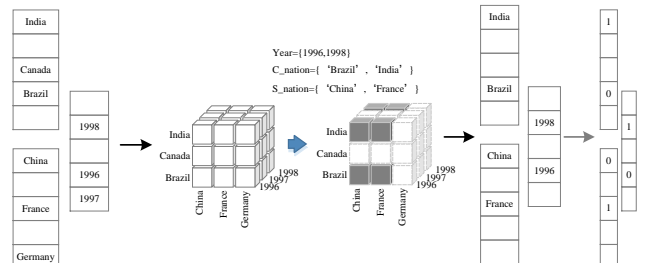 India
Canada
Brazil
1998
China
1996
1997
France
Germany
India
Canada
Brazil
China
France
Germany
1996
1997
1998
Year={1996,1998}
C_nation={ ‘Brazil’ , ‘India’ }
S_nation={ ‘China’ , ‘France’ }
India
Canada
Brazil
China
France
Germany
1996
1997
1998
India
Brazil
1998
China
1996
France
1
0
1
0
0
1